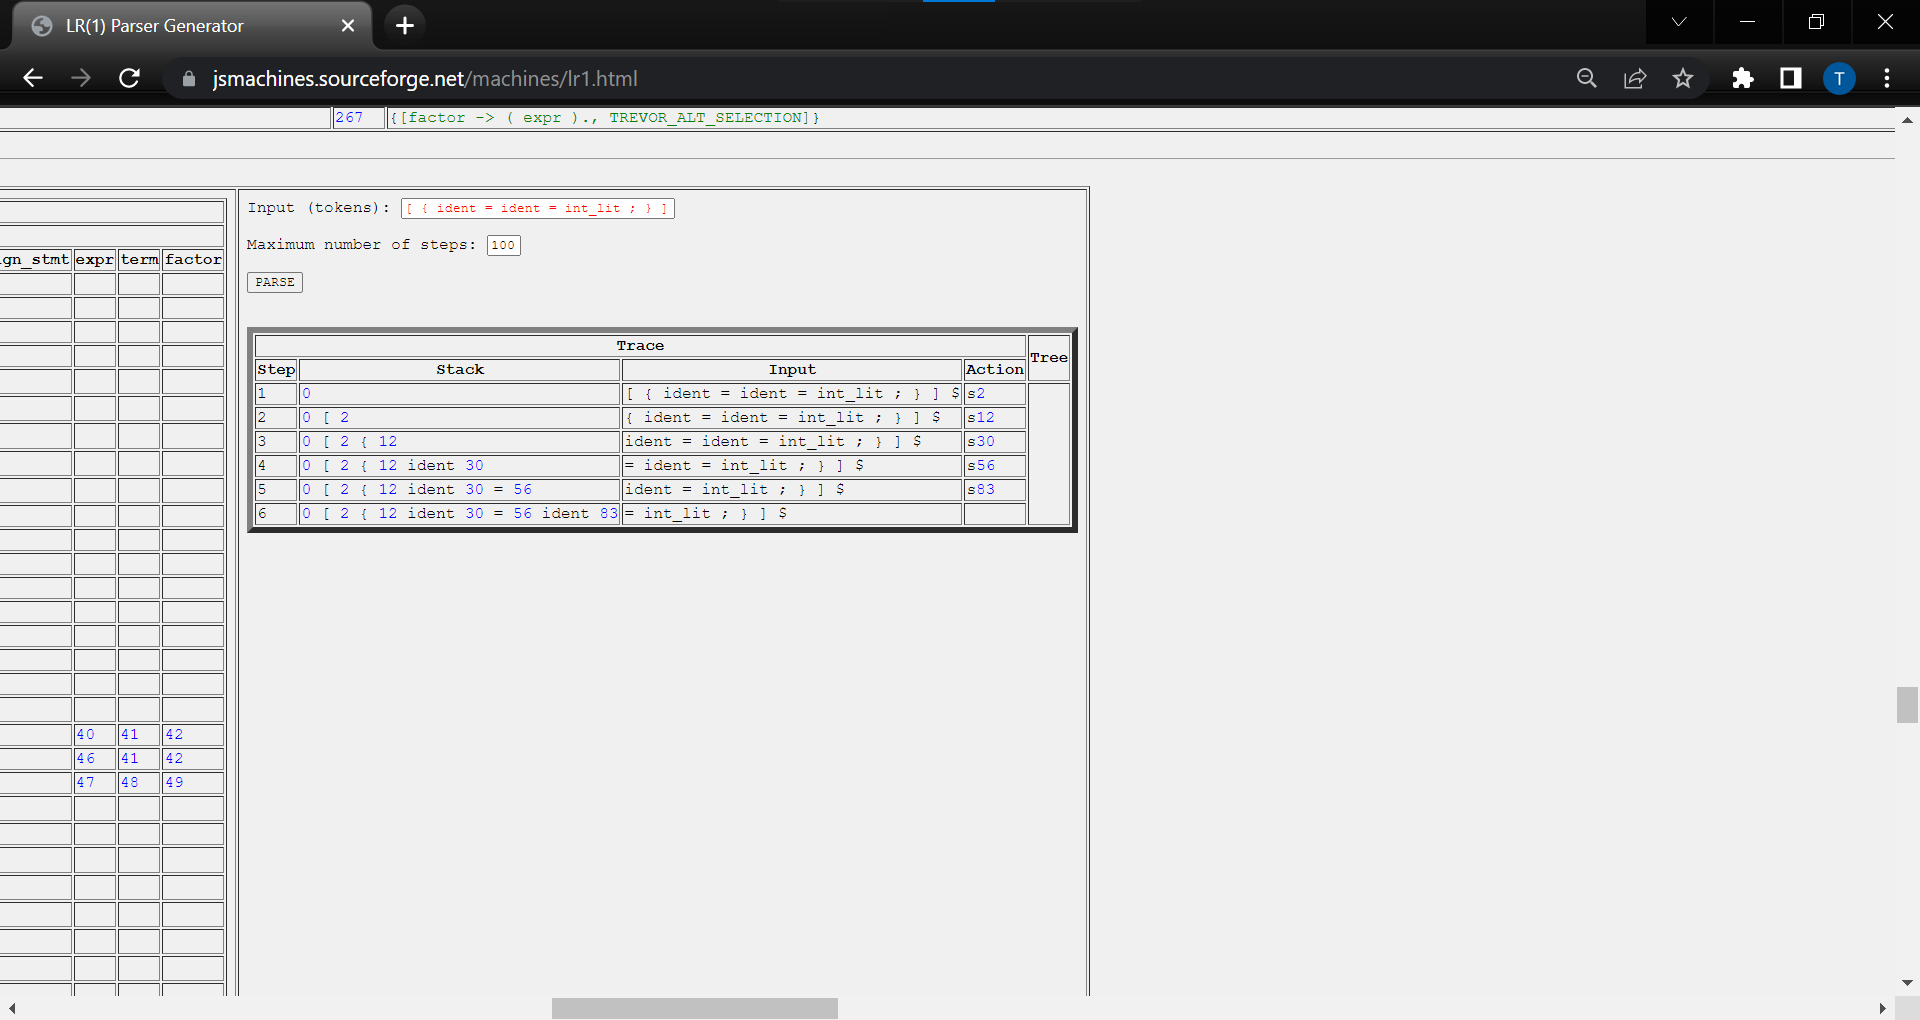 LR(1) Parser Generator
jsmachines.sourceforge.net/machines/lr1.html
T
267 {[factor -> ( expr )., TREVOR_ALT_SELECTION]}
Input (tokens): [ { ident = ident = int_lit ; } ]
Maximum number of steps: 100
PARSE
gn_stmt expr term factor
40 41 42
46 41 42
47 48 49
Trace Tree
Step Stack Input Action
1 0 [ { ident = ident = int_lit ; } ] $ s2
2 0 [ 2 { ident = ident = int_lit ; } ] $ s12
3 0 [ 2 { 12 ident = ident = int_lit ; } ] $ s30
4 0 [ 2 { 12 ident 30 = ident = int_lit ; } ] $ s56
5 0 [ 2 { 12 ident 30 = 56 ident = int_lit ; } ] $ s83
6 0 [ 2 { 12 ident 30 = 56 ident 83 = int_lit ; } ] $